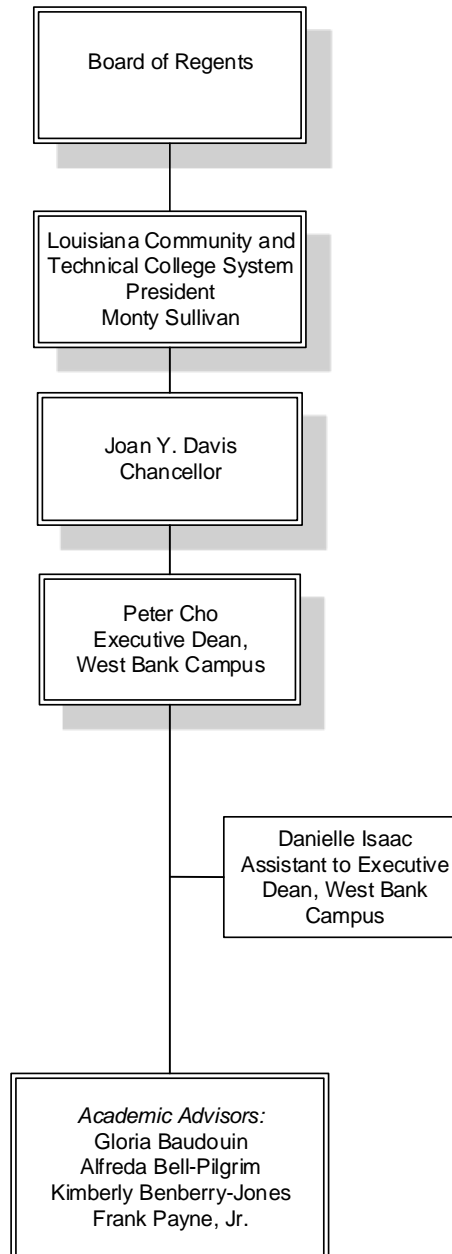 Board of Regents
Louisiana Community and
Technical College System
President
Monty Sullivan
Joan Y. Davis
Chancellor
Peter Cho
Executive Dean,
West Bank Campus
Danielle Isaac
Assistant to Executive
Dean, West Bank
Campus
Academic Advisors:
Gloria Baudouin
Alfreda Bell-Pilgrim
Kimberly Benberry-Jones
Frank Payne, Jr.